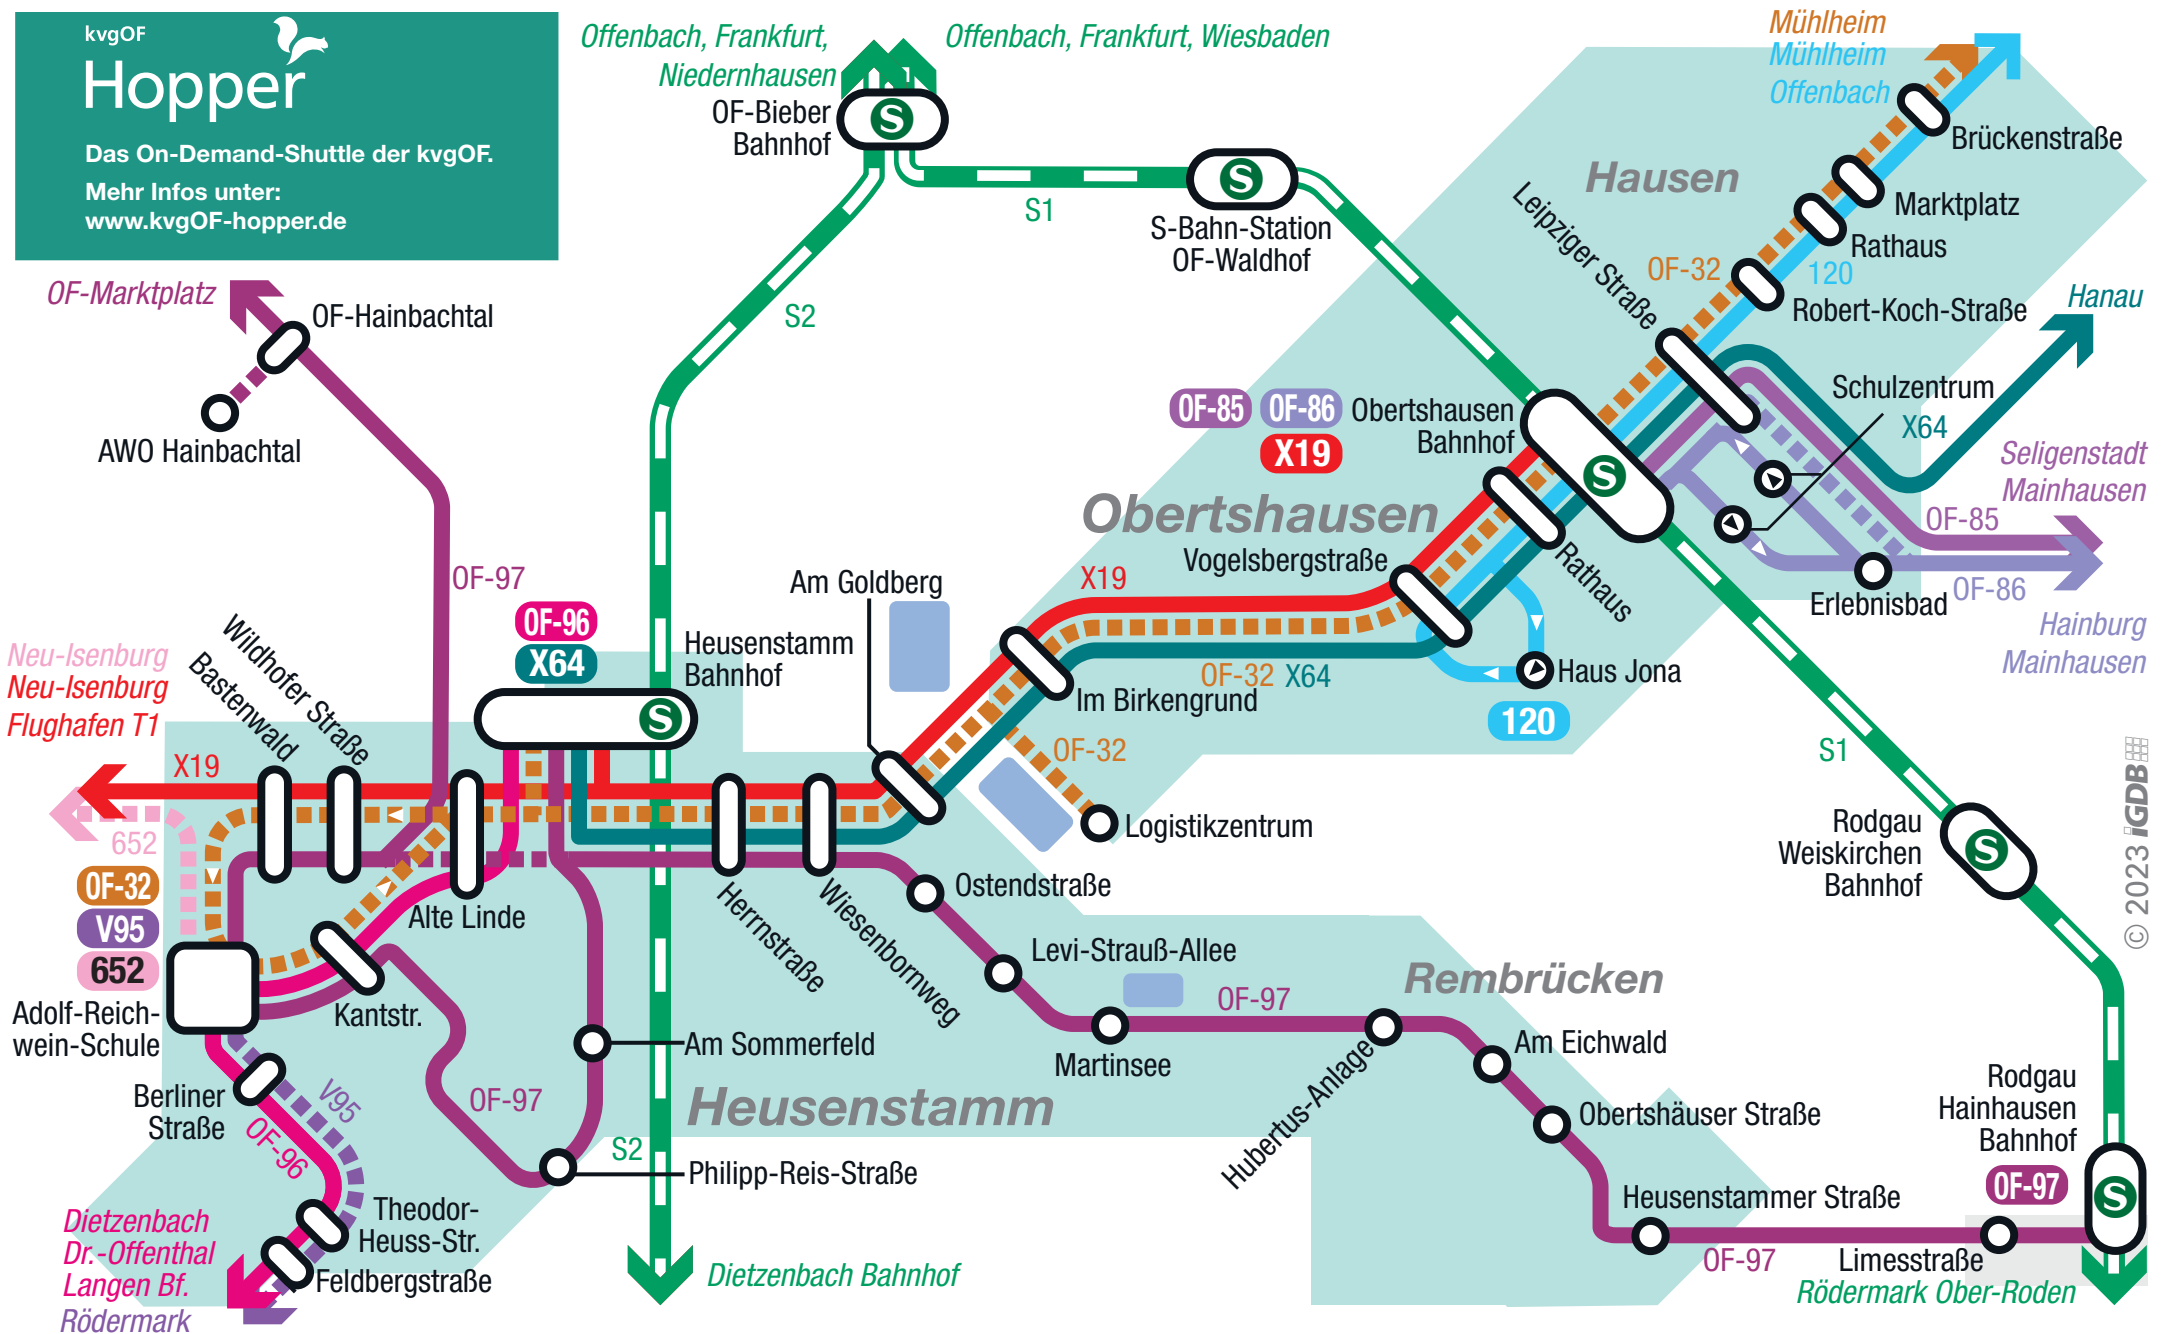 kvgOF
Hopper
Das On-Demand-Shuttle der kvgOF.
Mehr Infos unter:
www.kvgOF-hopper.de
Offenbach, Frankfurt,
Niedernhausen
Offenbach, Frankfurt, Wiesbaden
OF-Bieber
Bahnhof
S
S
S1
S-Bahn-Station
OF-Waldhof
S2
Mühlheim
Mühlheim
Offenbach
Brückenstraße
Hausen
Marktplatz
Rathaus
Leipziger Straße
OF-32
120
Robert-Koch-Straße
Hanau
OF-Marktplatz
OF-Hainbachtal
AWO Hainbachtal
OF-85
OF-86
X19
Obertshausen
Bahnhof
S
Schulzentrum
X64
Seligenstadt
Mainhausen
OF-85
Obertshausen
Vogelsbergstraße
Rathaus
Erlebnisbad
OF-86
Hainburg
Mainhausen
OF-97
Am Goldberg
X19
OF-96
X64
Heusenstamm
Bahnhof
S
OF-32
X64
Haus Jona
120
Im Birkengrund
OF-32
Logistikzentrum
Neu-Isenburg
Neu-Isenburg
Flughafen T1
Bastenwald
Wildhofer Straße
X19
652
OF-32
V95
652
Adolf-Reich-
wein-Schule
Alte Linde
Kantstr.
Herrnstraße
Wiesenbornweg
Ostendstraße
Levi-Strauß-Allee
Martinsee
OF-97
Rembrücken
S1
Rodgau
Weiskirchen
Bahnhof
S
© 2023 iGDB
Am Sommerfeld
Hubertus-Anlage
Am Eichwald
Obertshäuser Straße
Rodgau
Hainhausen
Bahnhof
OF-97
S
Berliner
Straße
V95
OF-96
OF-97
Heusenstamm
S2
Philipp-Reis-Straße
Heusenstammer Straße
OF-97
Limesstraße
Rödermark Ober-Roden
Theodor-
Heuss-Str.
Feldbergstraße
Dietzenbach
Dr.-Offenthal
Langen Bf.
Rödermark
Dietzenbach Bahnhof